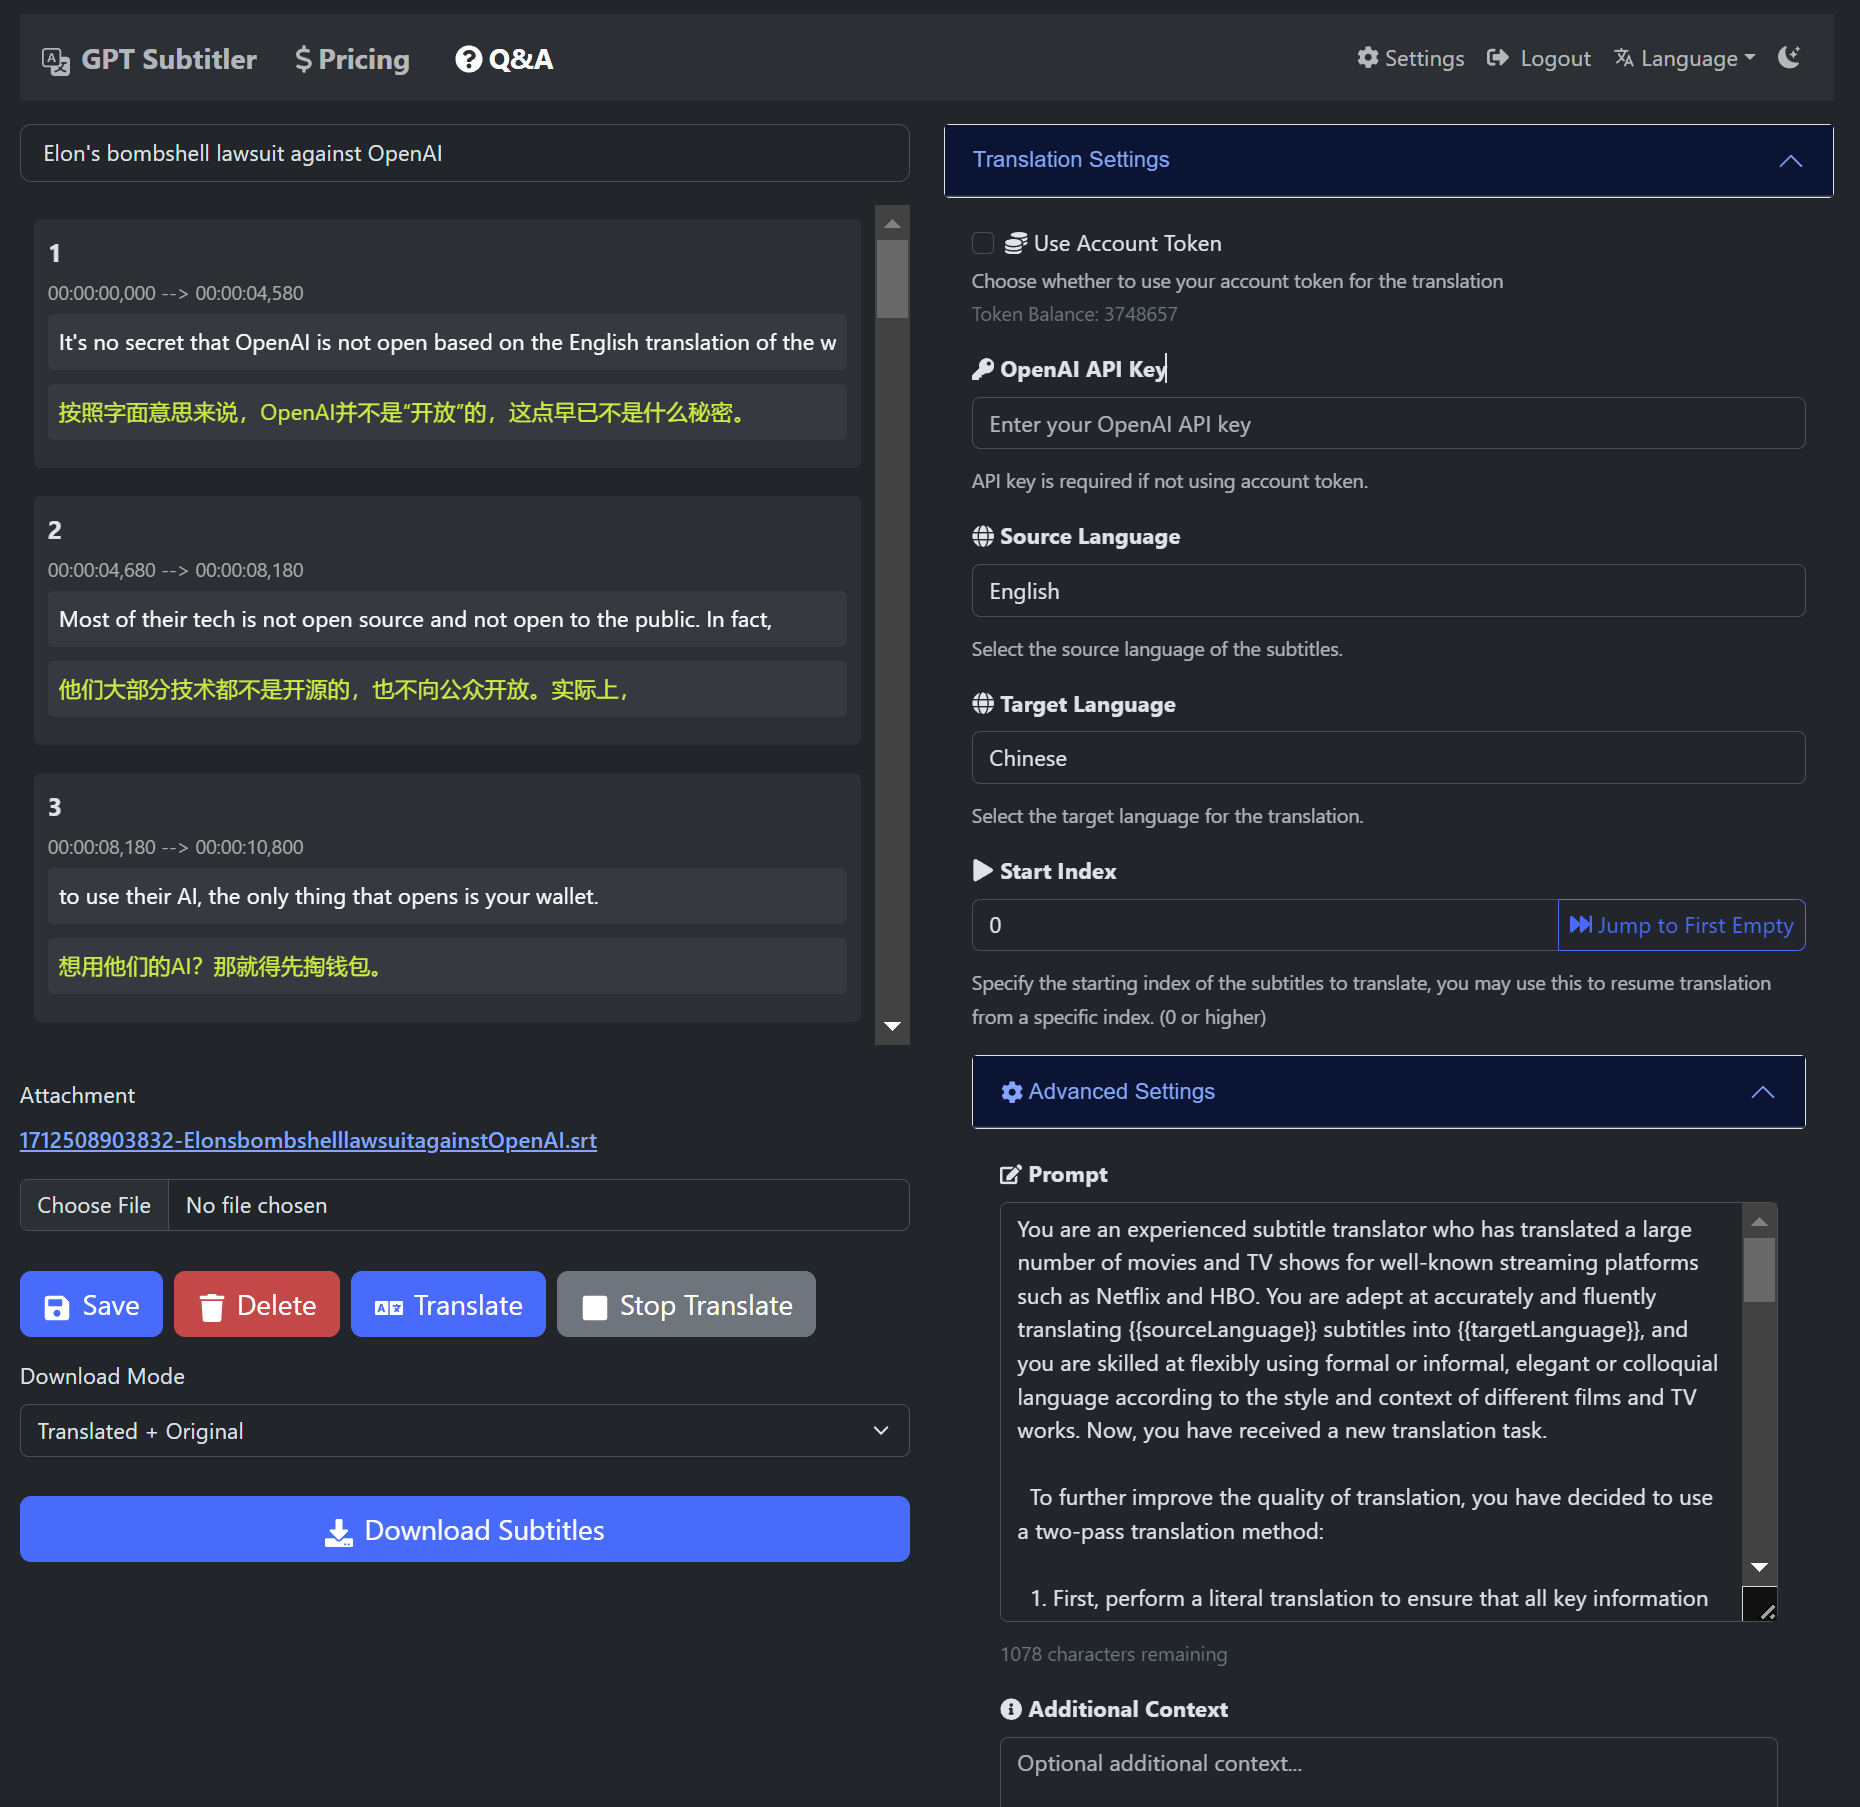 GPT Subtitler
Pricing
Q&A
Settings
Logout
Language
Elon's bombshell lawsuit against OpenAI
1
00:00:00,000 --> 00:00:04,580
It's no secret that OpenAI is not open based on the English translation of the w
按照字面意思来说，OpenAI并不是“开放”的，这点早已不是什么秘密。
2
00:00:04,680 --> 00:00:08,180
Most of their tech is not open source and not open to the public. In fact,
他们大部分技术都不是开源的，也不向公众开放。实际上，
3
00:00:08,180 --> 00:00:10,800
to use their AI, the only thing that opens is your wallet.
想用他们的AI？那就得先掏钱包。
Attachment
1712508903832-ElonsbombshelllawsuitagainstOpenAI.srt
Choose File
No file chosen
Save
Delete
Translate
Stop Translate
Download Mode
Translated + Original
Download Subtitles
Translation Settings
Use Account Token
Choose whether to use your account token for the translation
Token Balance: 3748657
OpenAI API Key
Enter your OpenAI API key
API key is required if not using account token.
Source Language
English
Select the source language of the subtitles.
Target Language
Chinese
Select the target language for the translation.
Start Index
0
Jump to First Empty
Specify the starting index of the subtitles to translate, you may use this to resume translation
from a specific index. (0 or higher)
Advanced Settings
Prompt
You are an experienced subtitle translator who has translated a large
number of movies and TV shows for well-known streaming platforms
such as Netflix and HBO. You are adept at accurately and fluently
translating {{sourceLanguage}} subtitles into {{targetLanguage}}, and
you are skilled at flexibly using formal or informal, elegant or colloquial
language according to the style and context of different films and TV
works. Now, you have received a new translation task.
To further improve the quality of translation, you have decided to use
a two-pass translation method:
1. First, perform a literal translation to ensure that all key information
1078 characters remaining
Additional Context
Optional additional context...